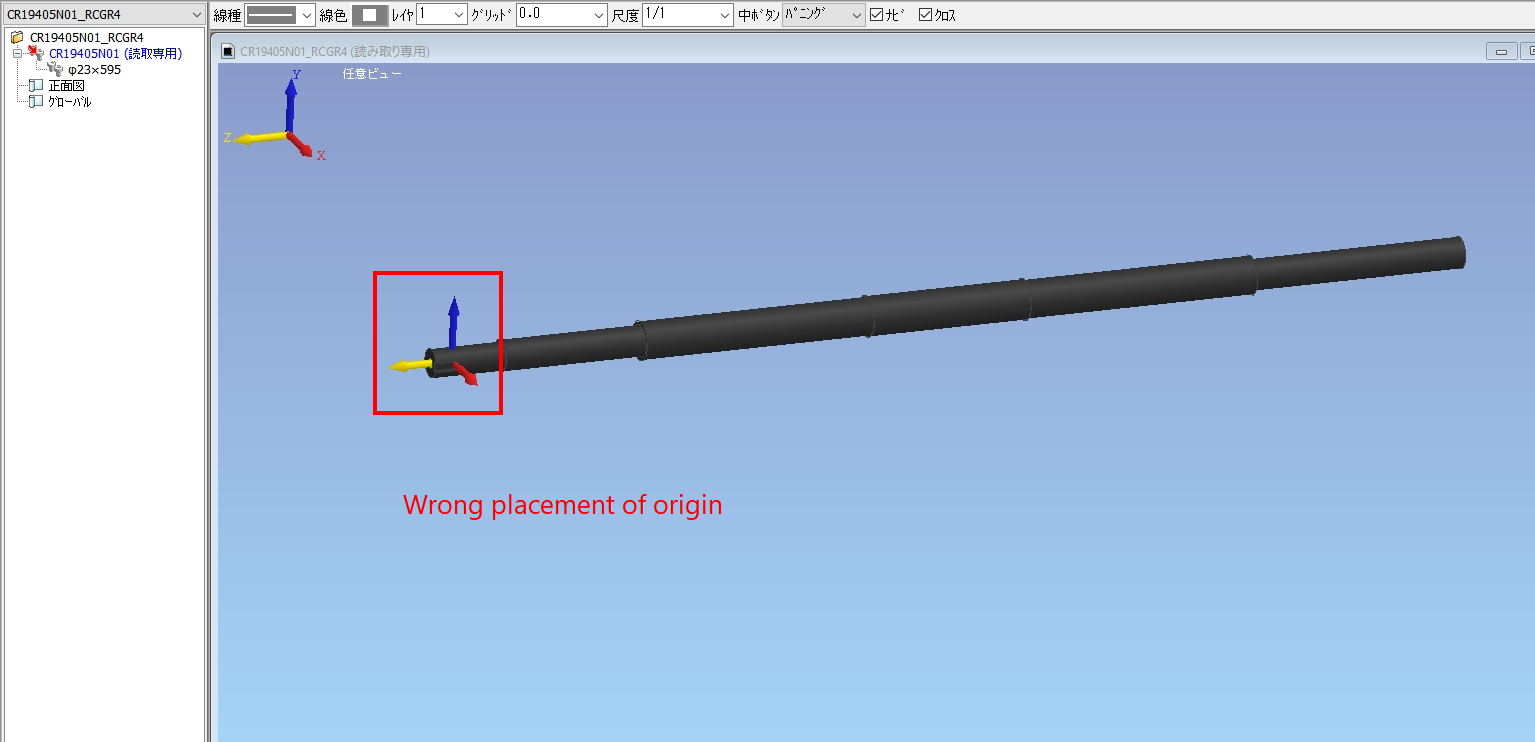 CR19405N01_RCGR4
線種
線色
ﾚｲﾔ 1
ｸﾞﾘｯﾄﾞ 0.0
尺度 1/1
中ﾎﾞﾀﾝ ﾊﾟﾆﾝｸﾞ
ﾅﾋﾞ
ｸﾛｽ
CR19405N01_RCGR4
CR19405N01 (読取専用)
φ23×595
正面図
ｸﾞﾛｰﾊﾞﾙ
CR19405N01_RCGR4 (読み取り専用)
任意ビュー
Y
Z
X
Wrong placement of origin